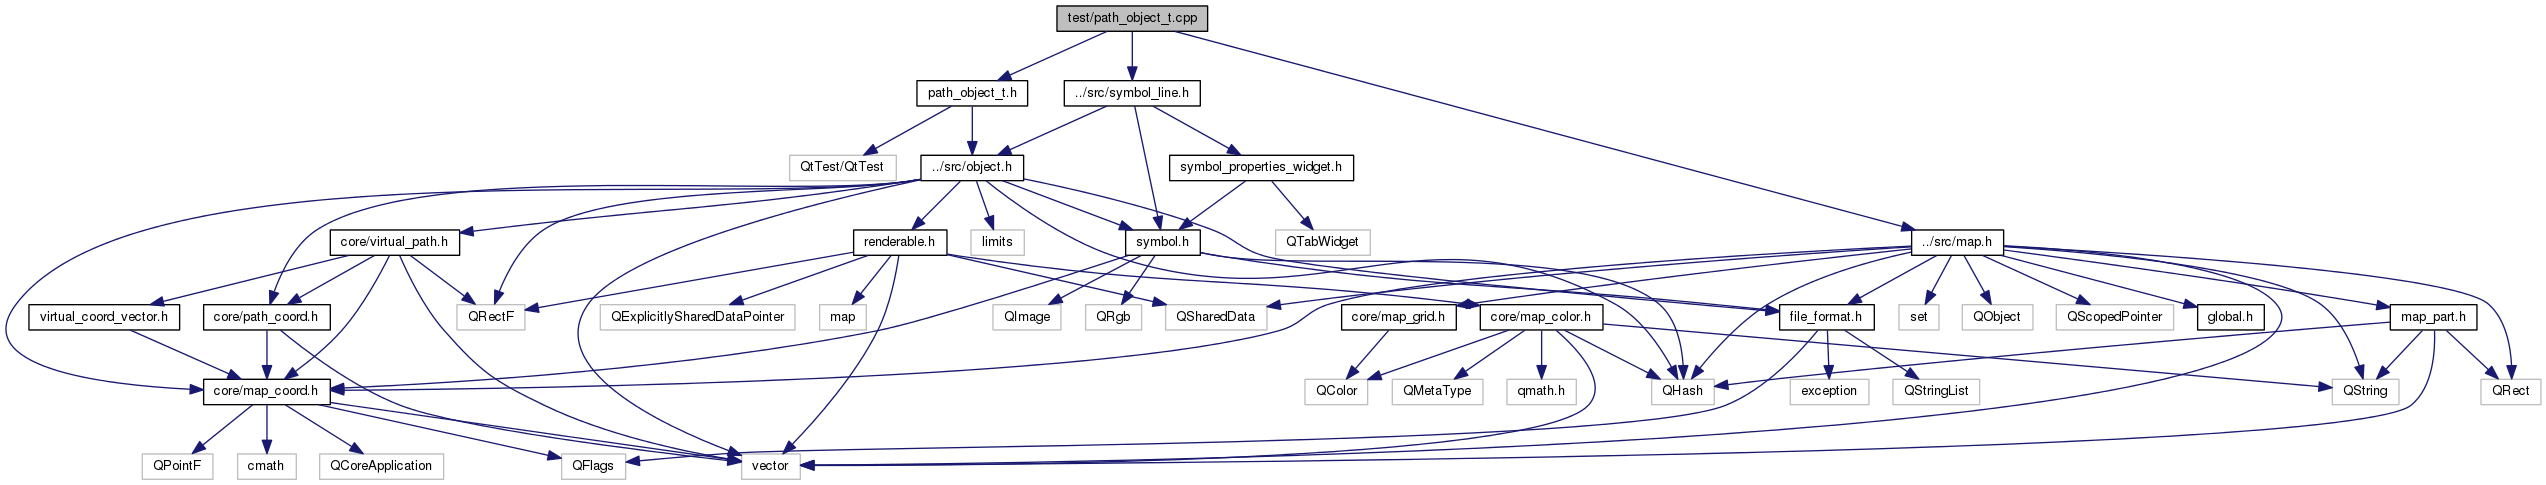 test/path_object_t.cpp
path_object_t.h
../src/symbol_line.h
QtTest/QtTest
../src/object.h
symbol_properties_widget.h
core/virtual_path.h
renderable.h
limits
symbol.h
QTabWidget
../src/map.h
virtual_coord_vector.h
core/path_coord.h
QRectF
QExplicitlySharedDataPointer
map
QImage
QRgb
QSharedData
core/map_grid.h
core/map_color.h
file_format.h
set
QObject
QScopedPointer
global.h
map_part.h
core/map_coord.h
QColor
QMetaType
qmath.h
QHash
exception
QStringList
QString
QRect
QPointF
cmath
QCoreApplication
QFlags
vector